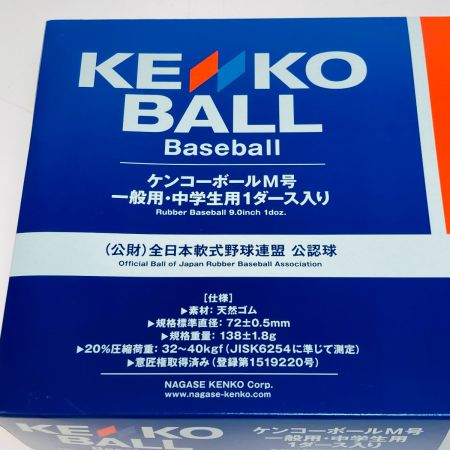 KENKO
BALL
Baseball
ケンコーボールM号
一般用・中学生用1ダース入り
Rubber Baseball 9.0inch 1doz.
(公財)全日本軟式野球連盟 公認球
Official Ball of Japan Rubber Baseball Association
[仕様]
▶素材: 天然ゴム
▶規格標準直径: 72±0.5mm
▶規格重量: 138±1.8g
▶20%圧縮荷重: 32〜40kgf(JISK6254に準じて測定)
▶意匠権取得済み(登録第1519220号)
NAGASE KENKO Corp.
www.nagase-kenko.com
KENKO
BALL
ケンコーボールM号
一般用・中学生用